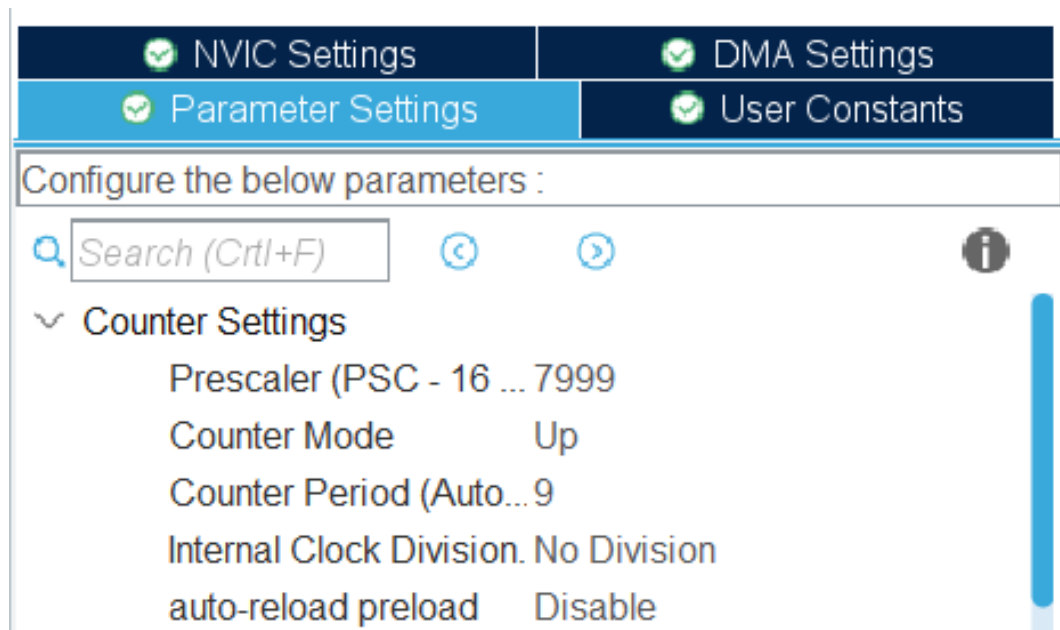 NVIC Settings DMA Settings
Parameter Settings User Constants
Configure the below parameters :
Search (Crtl+F)
Counter Settings
Prescaler (PSC - 16 ... 7999
Counter Mode Up
Counter Period (Auto... 9
Internal Clock Division. No Division
auto-reload preload Disable